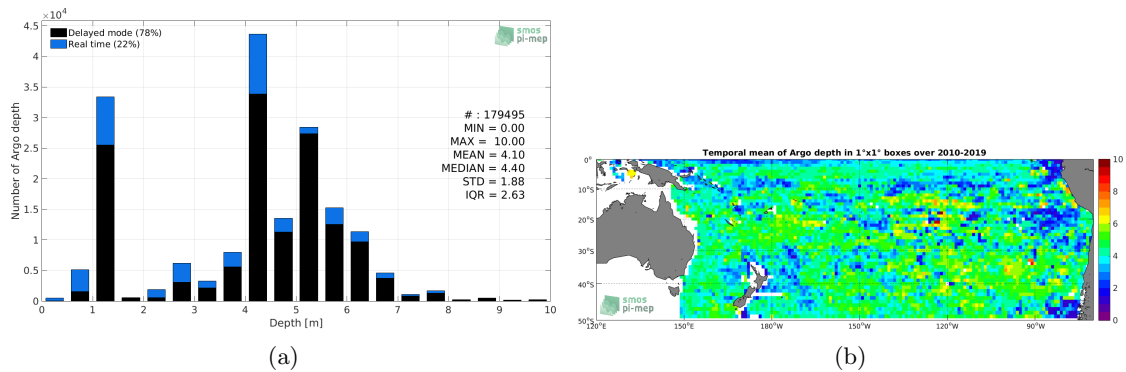 ×10⁴
4.5
4
3.5
3
2.5
2
1.5
1
0.5
0
Number of Argo depth
Delayed mode (78%)
Real time (22%)
smos
pi-mep
# : 179495
MIN = 0.00
MAX = 10.00
MEAN = 4.10
MEDIAN = 4.40
STD = 1.88
IQR = 2.63
0 1 2 3 4 5 6 7 8 9 10
Depth [m]
(a)
Temporal mean of Argo depth in 1°x1° boxes over 2010-2019
0°
10°S
20°S
30°S
40°S
50°S
smos
pi-mep
120°E 150°E 180°W 150°W 120°W 90°W
10
8
6
4
2
0
(b)